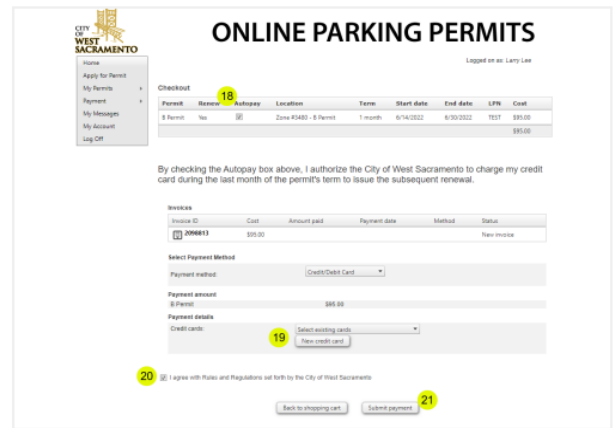 CITY
OF
WEST
SACRAMENTO
ONLINE PARKING PERMITS
Logged on as: Larry Lee
Home
Apply for Permit
My Permits
Payment
My Messages
My Account
Log Off
Checkout
18
Permit Renew Autopay Location Term Start date End date LPN Cost
B Permit Yes Zone #3480 - B Permit 1 month 6/14/2022 6/30/2022 TEST $95.00
$95.00
By checking the Autopay box above, I authorize the City of West Sacramento to charge my credit
card during the last month of the permit's term to issue the subsequent renewal.
Invoices
Invoice ID Cost Amount paid Payment date Method Status
2098813 $95.00 New invoice
Select Payment Method
Payment method: Credit/Debit Card
Payment amount
B Permit: $95.00
Payment details
Credit cards: Select existing cards
19 New credit card
20 I agree with Rules and Regulations set forth by the City of West Sacramento
21
Back to shopping cart Submit payment